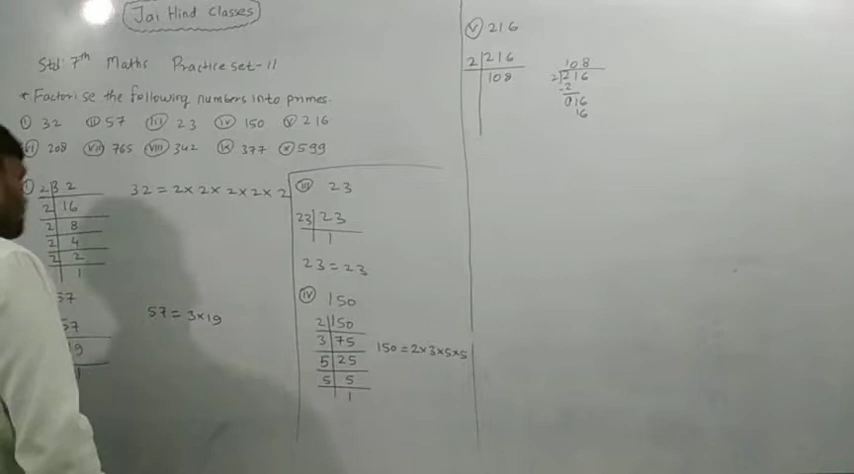 Jai Hind Classes
Std: 7th Maths Practice set-11
* Factorise the following numbers into primes.
(i) 32 (ii) 57 (iii) 23 (iv) 150 (v) 216
208 (vii) 765 (viii) 342 (ix) 377 (x) 599
2|32
2|16
2|8
2|4
2|2
1
32 = 2×2×2×2×2
57
57
19
1
57 = 3×19
(iii) 23
23|23
1
23 = 23
(iv) 150
2|150
3|75
5|25
5|5
1
150 = 2×3×5×5
(v) 216
2|216
108
108
2|216
-2
016
16